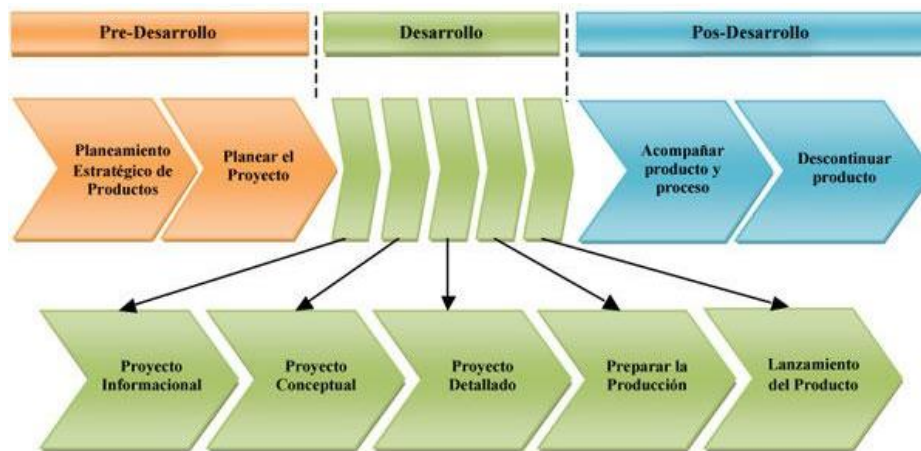 Pre-Desarrollo
Desarrollo
Pos-Desarrollo
Planeamiento
Estratégico de
Productos
Planear el
Proyecto
Acompañar
producto y
proceso
Descontinuar
producto
Proyecto
Informacional
Proyecto
Conceptual
Proyecto
Detallado
Preparar la
Producción
Lanzamiento
del Producto